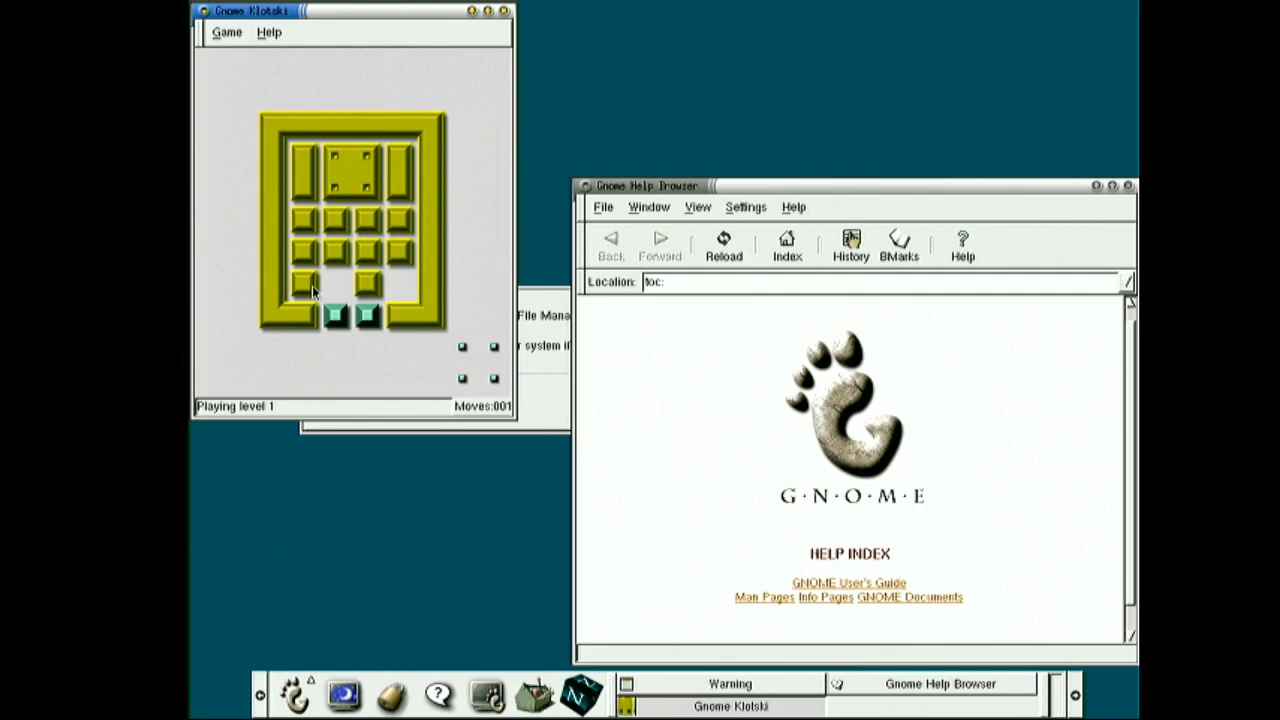 Gnome Klotski
Game Help
Playing level 1 Moves:001
File Mana
r system if
Gnome Help Browser
File Window View Settings Help
Back Forward Reload Index History BMarks Help
Location: toc:
G·N·O·M·E
HELP INDEX
GNOME User's Guide
Man Pages Info Pages GNOME Documents
Warning Gnome Help Browser
Gnome Klotski